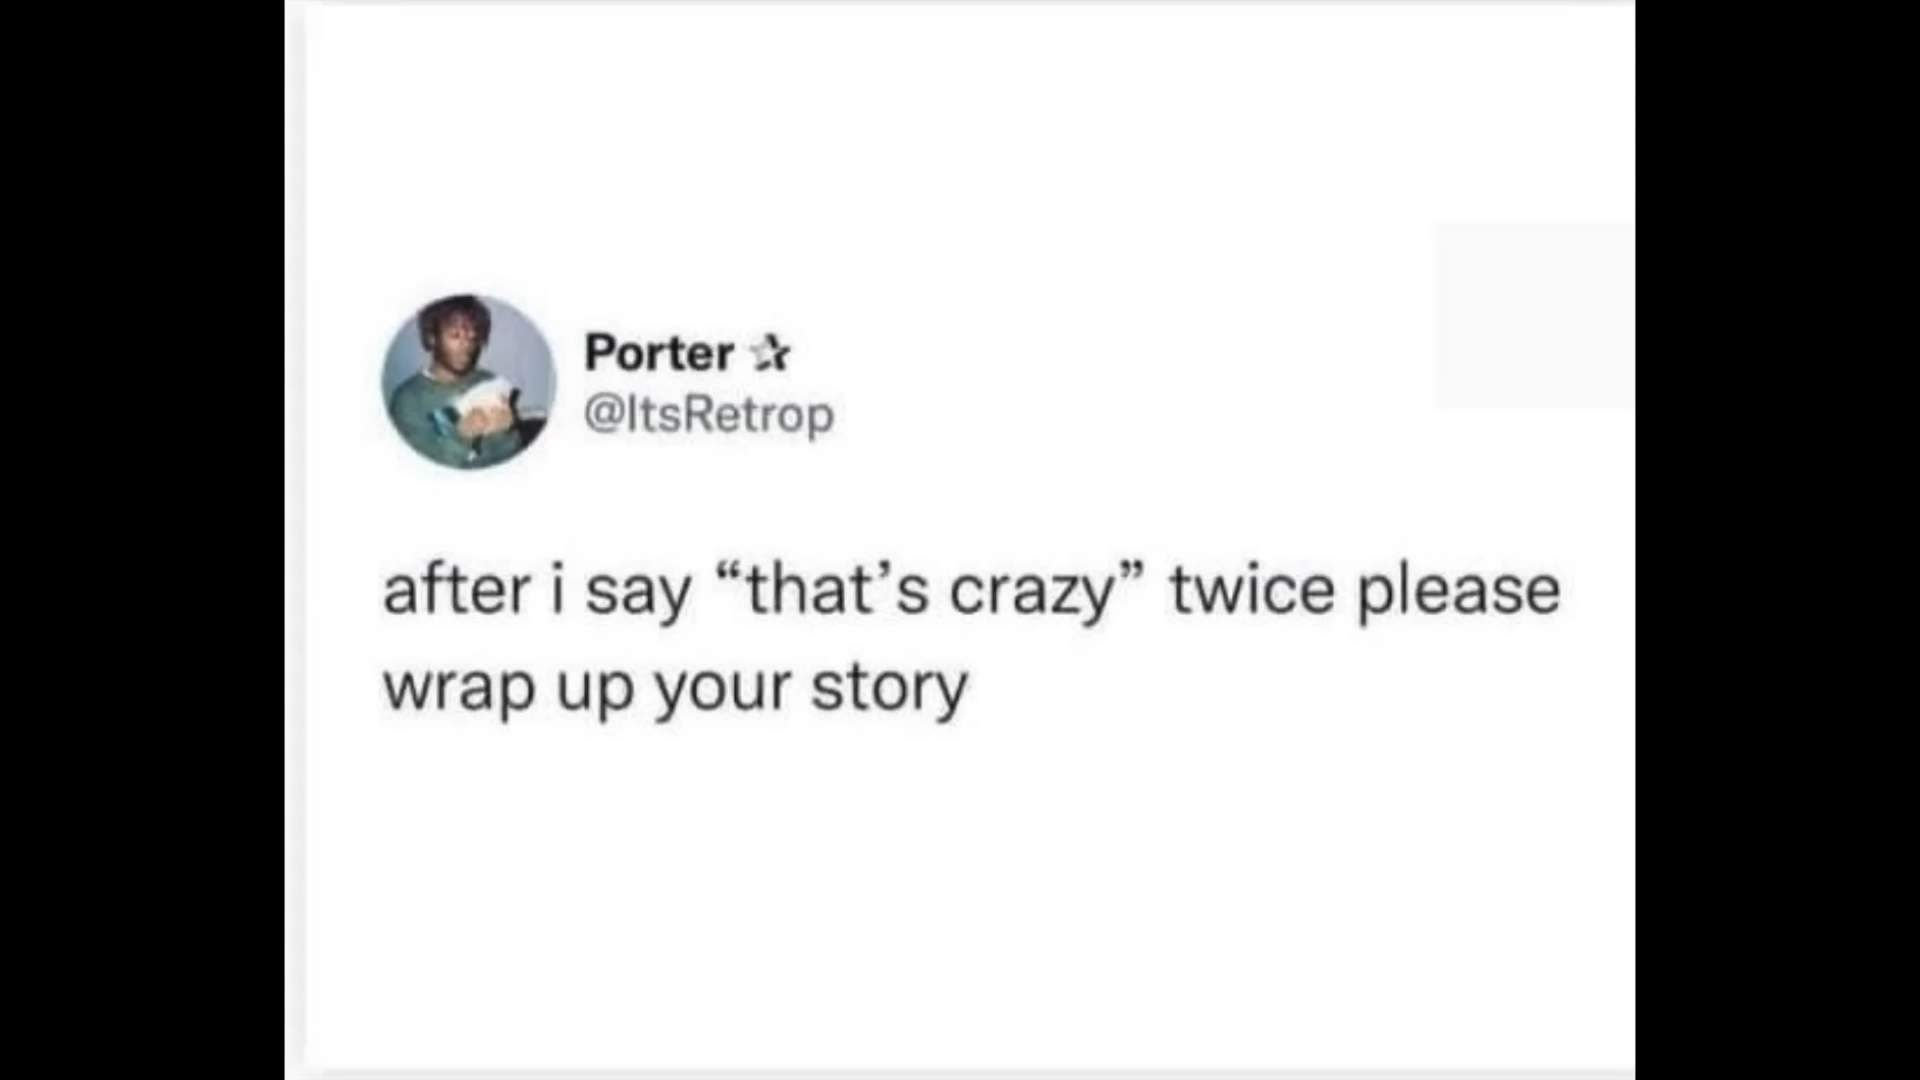 Porter ✰
@ItsRetrop
after i say “that’s crazy” twice please
wrap up your story